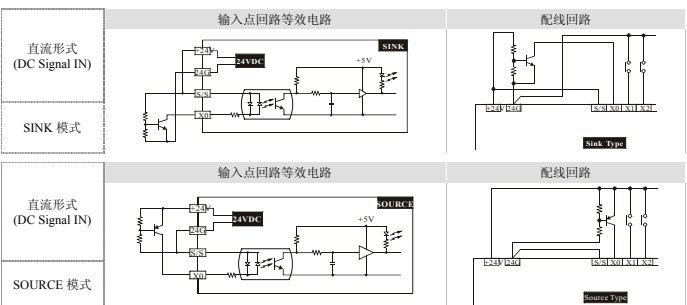 输入点回路等效电路
配线回路
直流形式
(DC Signal IN)
SINK 模式
+24V
24VDC
24G
S/S
X0
SINK
+5V
+24V 24G
S/S X0 X1 X2
Sink Type
输入点回路等效电路
配线回路
直流形式
(DC Signal IN)
SOURCE 模式
+24V
24VDC
24G
S/S
X0
SOURCE
+5V
+24V 24G
S/S X0 X1 X2
Source Type